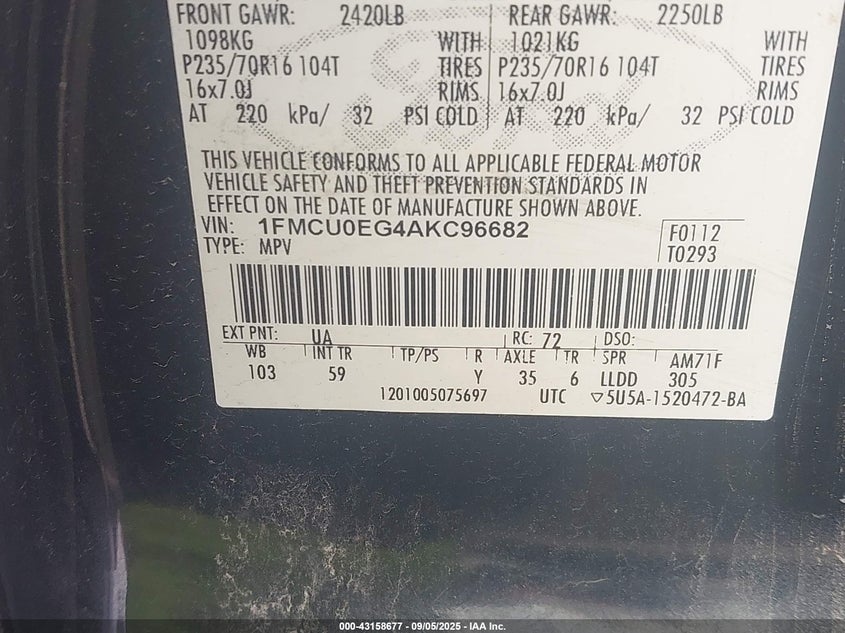 FRONT GAWR: 2420LB REAR GAWR: 2250LB
1098KG WITH 1021KG WITH
P235/70R16 104T TIRES P235/70R16 104T TIRES
16x7.0J RIMS 16x7.0J RIMS
AT 220 kPa/ 32 PSI COLD AT 220 kPa/ 32 PSI COLD
THIS VEHICLE CONFORMS TO ALL APPLICABLE FEDERAL MOTOR
VEHICLE SAFETY AND THEFT PREVENTION STANDARDS IN
EFFECT ON THE DATE OF MANUFACTURE SHOWN ABOVE.
VIN: 1FMCU0EG4AKC96682 F0112
TYPE: MPV T0293
EXT PNT: UA RC: 72 DSO:
WB INT TR TP/PS R AXLE TR SPR AM71F
103 59 Y 35 6 LLDD 305
1201005075697 UTC ▽5U5A-1520472-BA
000-43158677 - 09/05/2025 - IAA Inc.